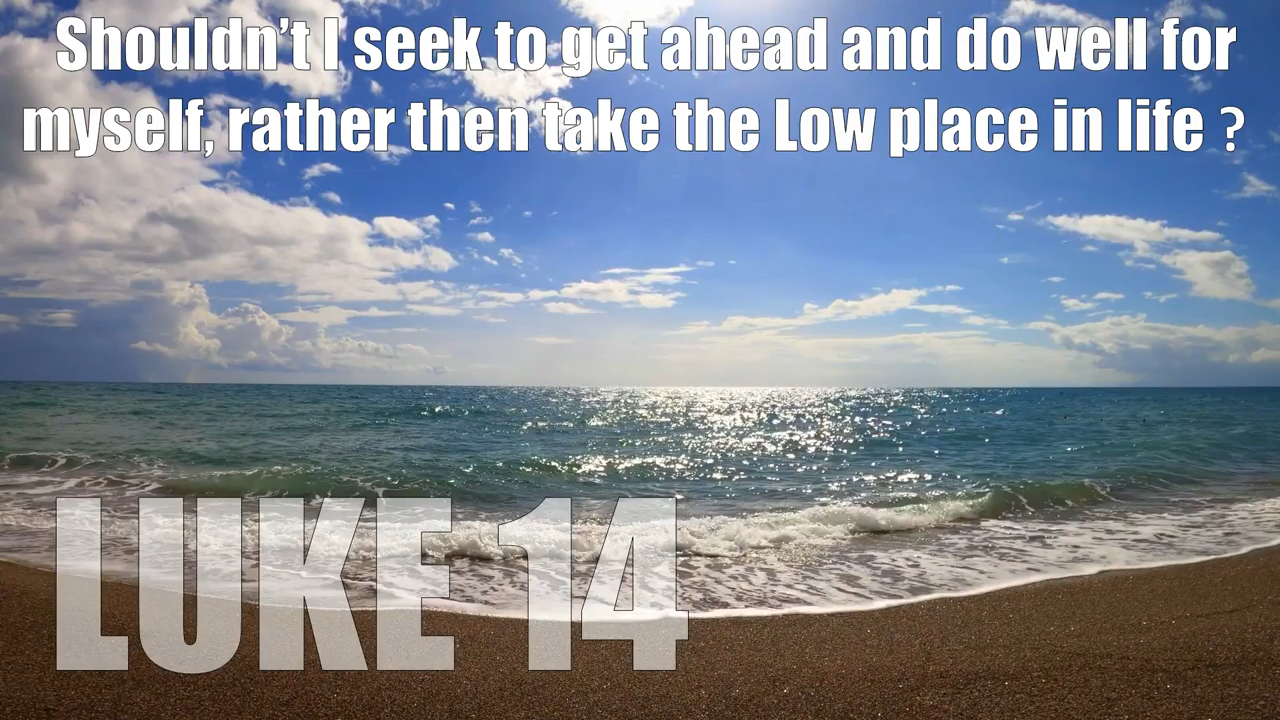 Shouldn’t I seek to get ahead and do well for
myself, rather then take the Low place in life ?
LUKE 14